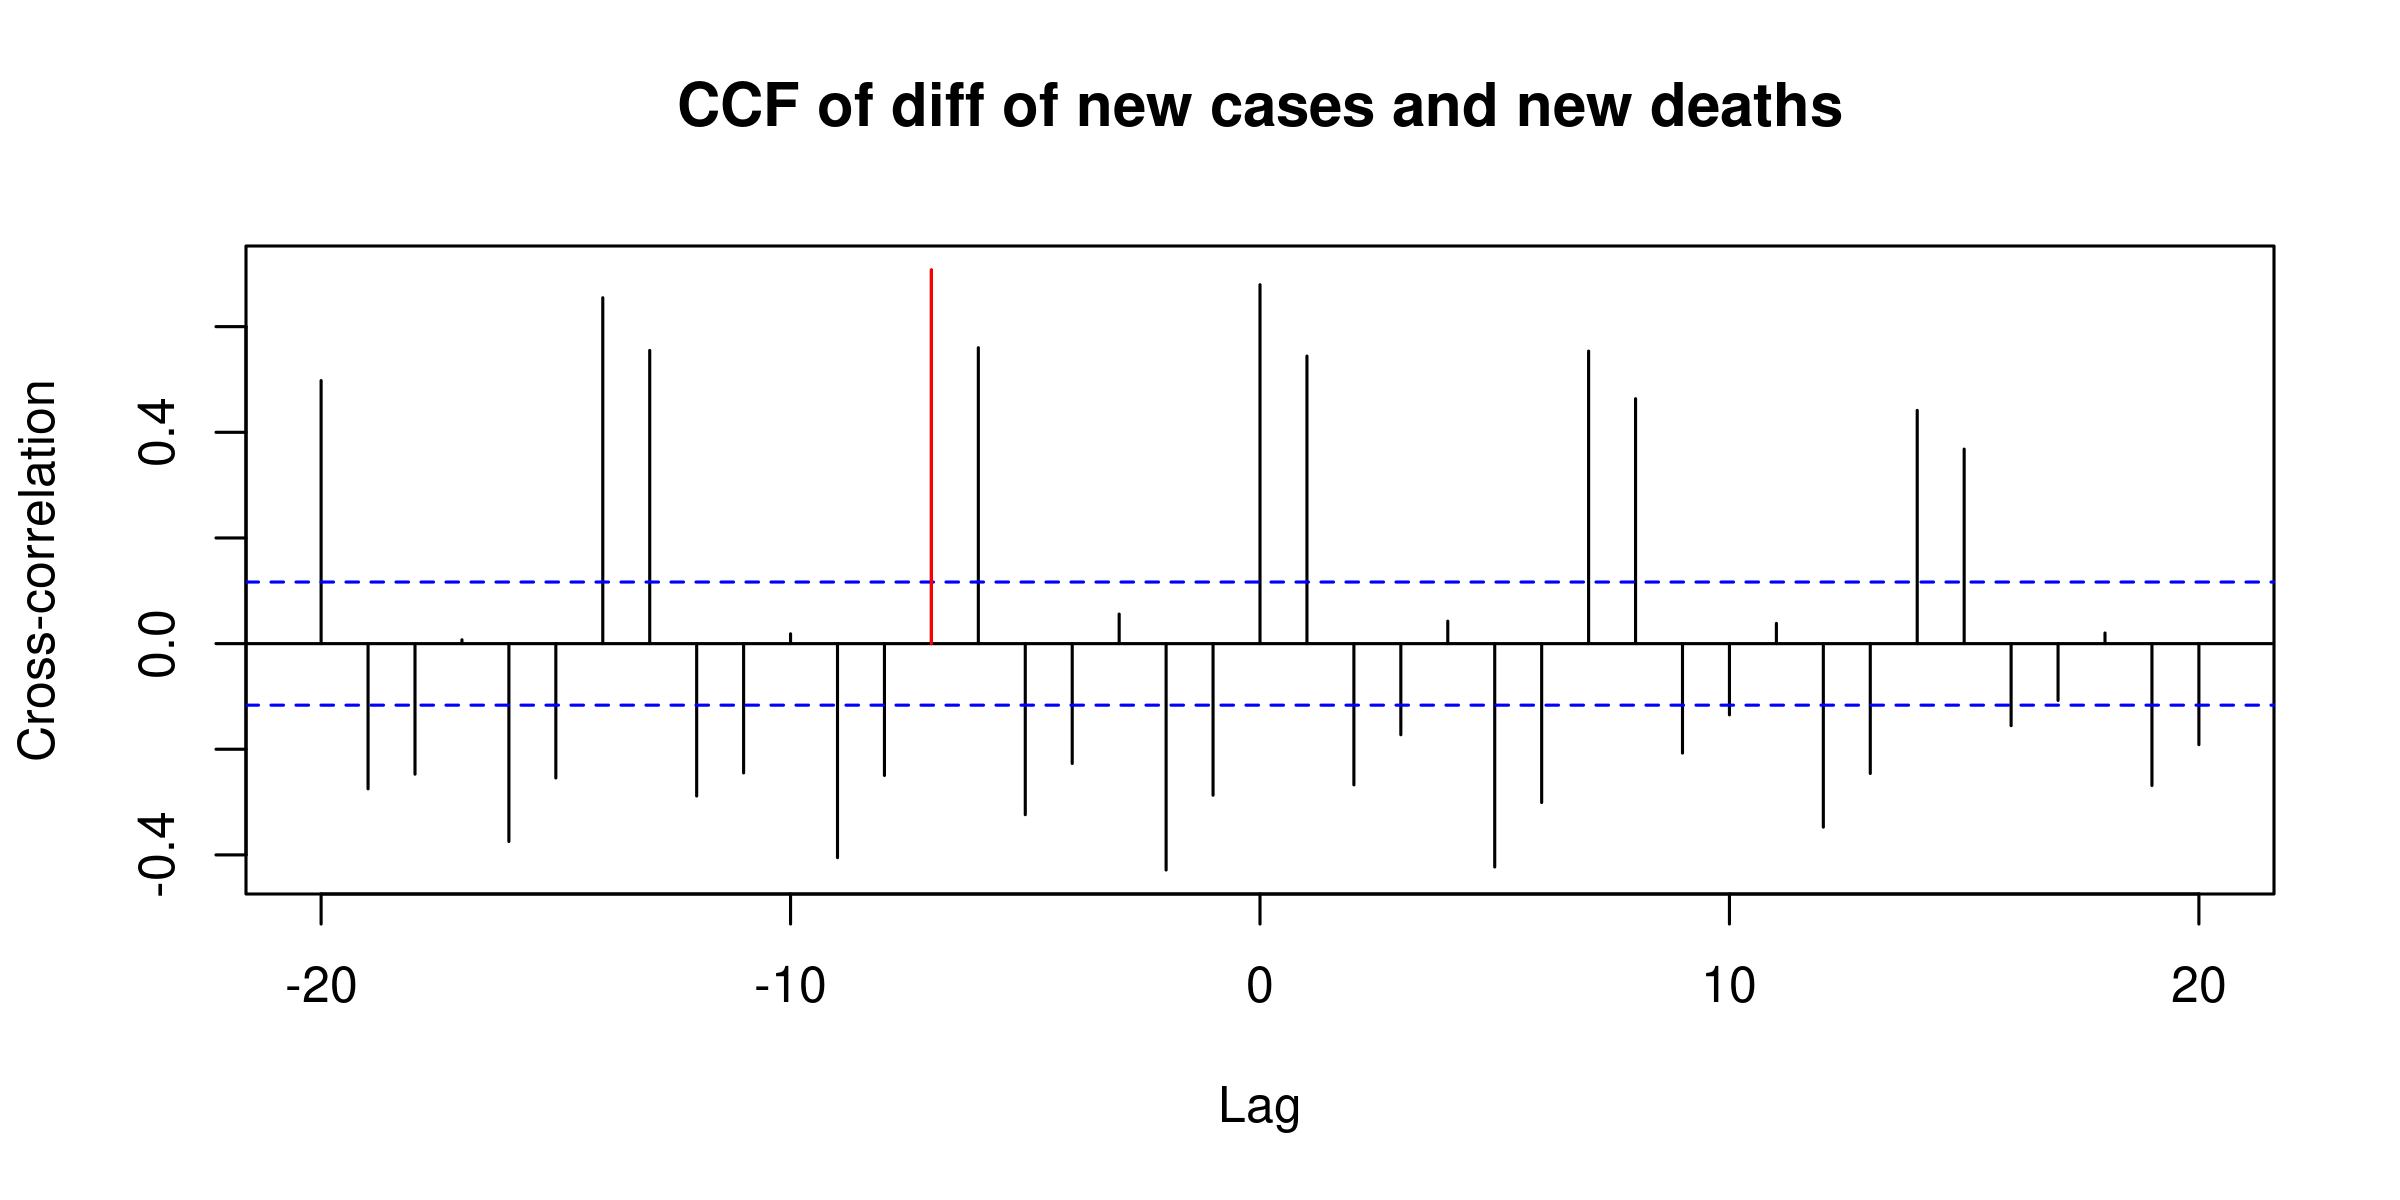 CCF of diff of new cases and new deaths
Cross-correlation
0.4
0.0
-0.4
-20 -10 0 10 20
Lag